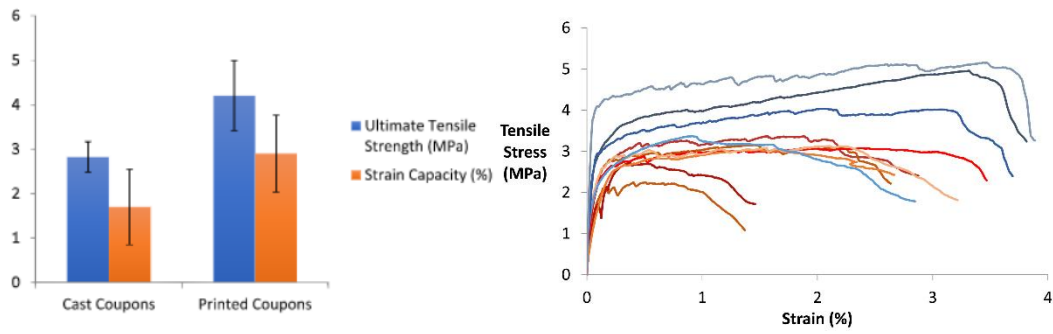 6
5
4
3
2
1
0
Cast Coupons
Printed Coupons
Ultimate Tensile
Strength (MPa)
Strain Capacity (%)
Tensile
Stress
(MPa)
6
5
4
3
2
1
0
0
1
2
3
4
Strain (%)